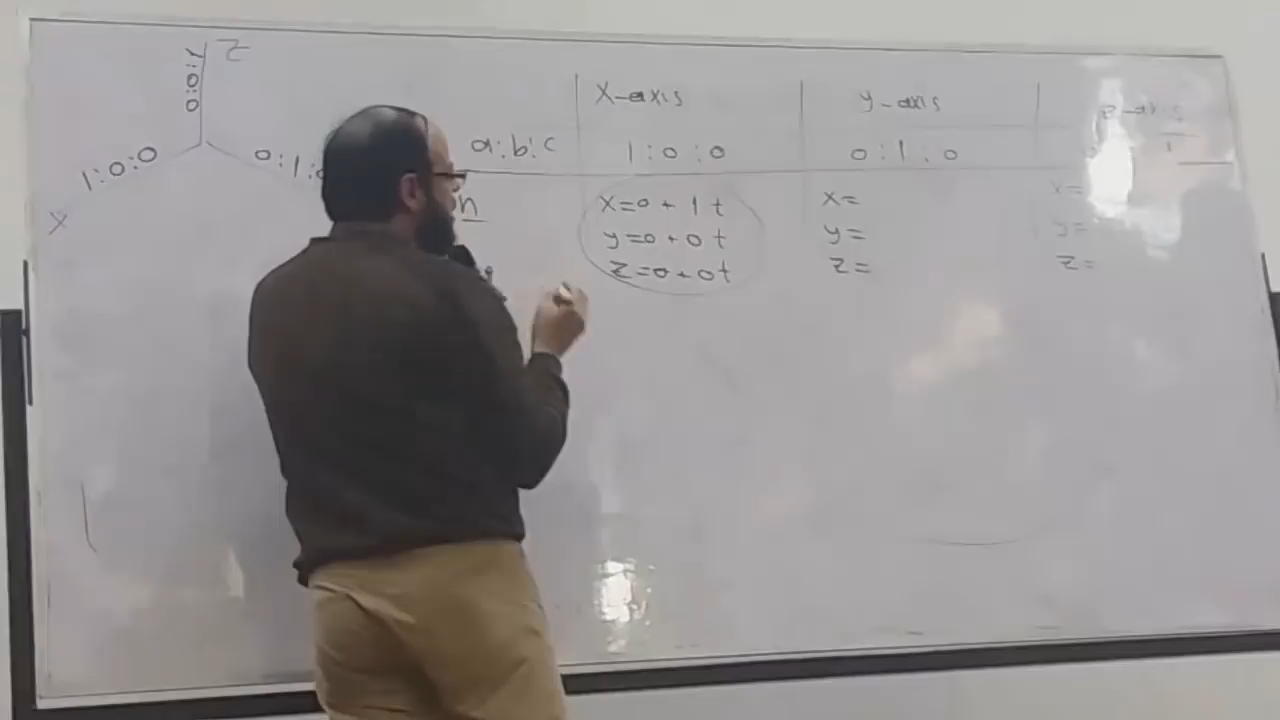 Z
1:0:0
0:1:0
X
X-axis
y-axis
z-axis
a:b:c
1:0:0
0:1:0
n
x=0+1t
y=0+0t
z=0+0t
x=
y=
z=
x=
y=
z=